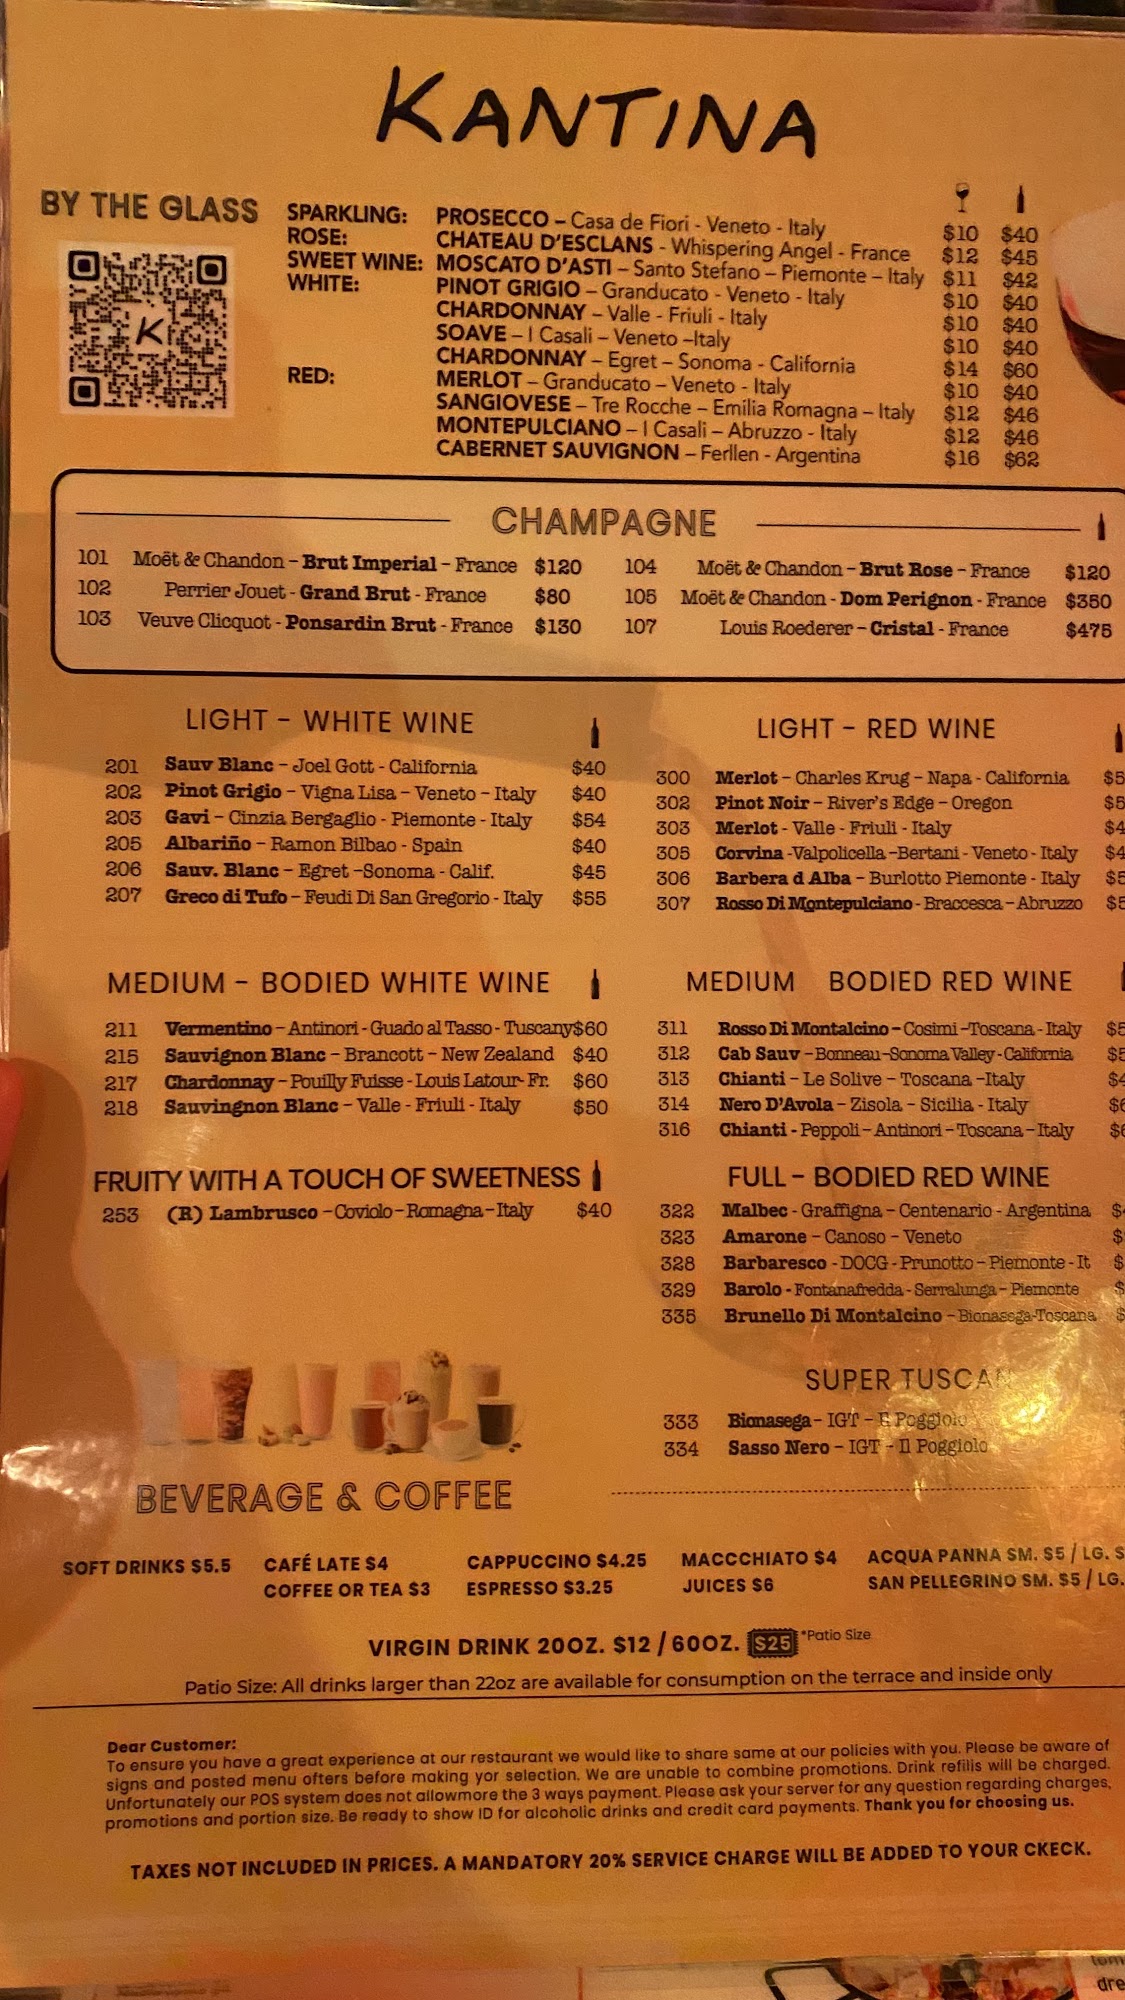 KANTINA
BY THE GLASS
SPARKLING: PROSECCO – Casa de Fiori - Veneto - Italy $10 $40
ROSE: CHATEAU D'ESCLANS - Whispering Angel - France $12 $45
SWEET WINE: MOSCATO D'ASTI – Santo Stefano – Piemonte – Italy $11 $42
WHITE: PINOT GRIGIO – Granducato - Veneto - Italy $10 $40
CHARDONNAY – Valle - Friuli - Italy $10 $40
SOAVE – I Casali – Veneto –Italy $10 $40
CHARDONNAY – Egret – Sonoma - California $14 $60
RED: MERLOT – Granducato – Veneto - Italy $10 $40
SANGIOVESE – Tre Rocche – Emilia Romagna – Italy $12 $46
MONTEPULCIANO – I Casali – Abruzzo - Italy $12 $46
CABERNET SAUVIGNON – Ferllen - Argentina $16 $62
K
CHAMPAGNE
101 Moët & Chandon – Brut Imperial – France $120
102 Perrier Jouet - Grand Brut - France $80
103 Veuve Clicquot - Ponsardin Brut - France $130
104 Moët & Chandon – Brut Rose – France $120
105 Moët & Chandon - Dom Perignon - France $350
107 Louis Roederer – Cristal - France $475
LIGHT - WHITE WINE
201 Sauv Blanc – Joel Gott - California $40
202 Pinot Grigio – Vigna Lisa – Veneto – Italy $40
203 Gavi – Cinzia Bergaglio - Piemonte - Italy $54
205 Albariño – Ramon Bilbao - Spain $40
206 Sauv. Blanc – Egret –Sonoma - Calif. $45
207 Greco di Tufo – Feudi Di San Gregorio - Italy $55
LIGHT - RED WINE
300 Merlot – Charles Krug – Napa - California $5
302 Pinot Noir – River's Edge – Oregon $5
303 Merlot - Valle - Friuli - Italy $4
305 Corvina -Valpolicella –Bertani - Veneto - Italy $4
306 Barbera d Alba – Burlotto Piemonte - Italy $5
307 Rosso Di Montepulciano - Braccesca – Abruzzo $5
MEDIUM - BODIED WHITE WINE
211 Vermentino – Antinori - Guado al Tasso - Tuscany $60
215 Sauvignon Blanc – Brancott – New Zealand $40
217 Chardonnay – Pouilly Fuisse - Louis Latour- Fr. $60
218 Sauvingnon Blanc – Valle - Friuli - Italy $50
MEDIUM BODIED RED WINE
311 Rosso Di Montalcino – Cosimi –Toscana - Italy $5
312 Cab Sauv –Bonneau–Sonoma Valley - California $5
313 Chianti – Le Solive – Toscana –Italy $4
314 Nero D'Avola – Zisola – Sicilia - Italy $6
316 Chianti - Peppoli – Antinori – Toscana – Italy $6
FRUITY WITH A TOUCH OF SWEETNESS
253 (R) Lambrusco – Coviolo – Romagna – Italy $40
FULL - BODIED RED WINE
322 Malbec - Graffigna – Centenario - Argentina $
323 Amarone – Canoso – Veneto $
328 Barbaresco - DOCG - Prunotto – Piemonte - It $
329 Barolo - Fontanafredda - Serralunga – Piemonte $
335 Brunello Di Montalcino – Bionasega-Toscana $
SUPER TUSCAN
333 Bionasega – IGT – Il Poggiolo
334 Sasso Nero – IGT – Il Poggiolo
BEVERAGE & COFFEE
SOFT DRINKS $5.5 CAFÉ LATE $4 CAPPUCCINO $4.25 MACCCHIATO $4 ACQUA PANNA SM. $5 / LG. $
COFFEE OR TEA $3 ESPRESSO $3.25 JUICES $6 SAN PELLEGRINO SM. $5 / LG.
VIRGIN DRINK 20OZ. $12 / 60OZ. $25 *Patio Size
Patio Size: All drinks larger than 22oz are available for consumption on the terrace and inside only
Dear Customer:
To ensure you have a great experience at our restaurant we would like to share same at our policies with you. Please be aware of
signs and posted menu ofters before making yor selection. We are unable to combine promotions. Drink refilis will be charged.
Unfortunately our POS system does not allowmore the 3 ways payment. Please ask your server for any question regarding charges,
promotions and portion size. Be ready to show ID for alcoholic drinks and credit card payments. Thank you for choosing us.
TAXES NOT INCLUDED IN PRICES. A MANDATORY 20% SERVICE CHARGE WILL BE ADDED TO YOUR CKECK.
dre